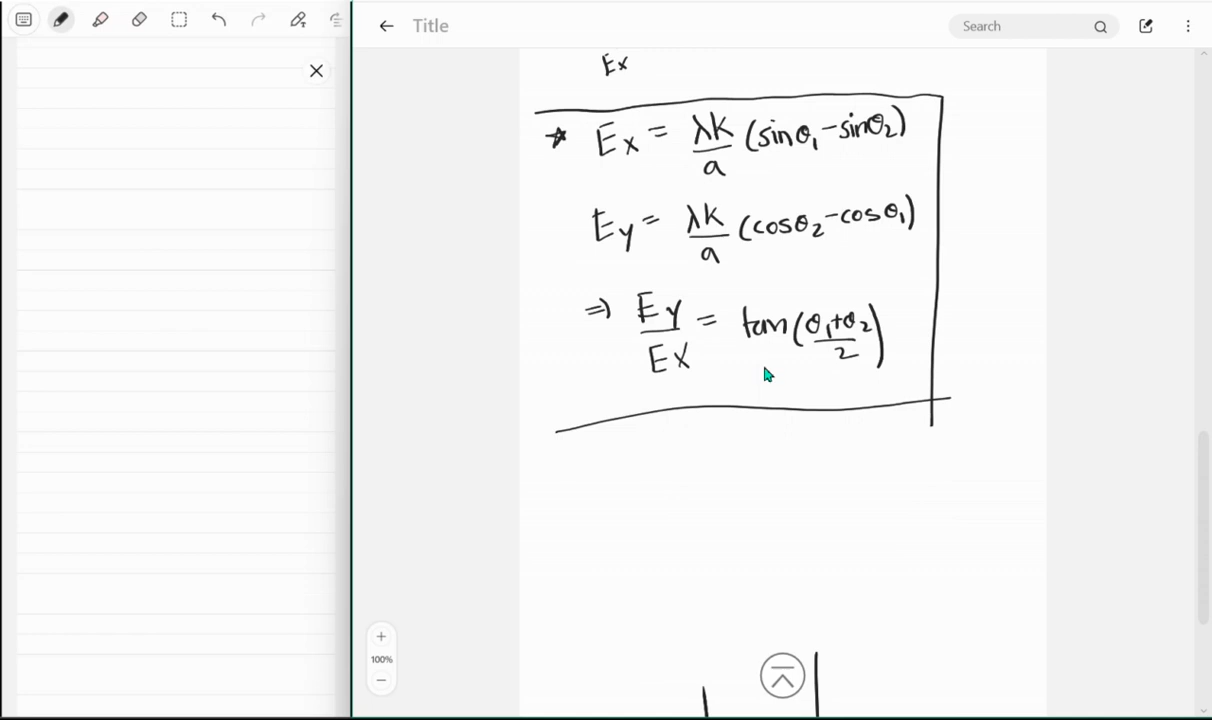 Title
Search
Ex
* Ex = λK/a (sinθ₁ - sinθ₂)
Ey = λK/a (cosθ₂ - cosθ₁)
⇒ Ey/Ex = tan(θ₁+θ₂/2)
100%